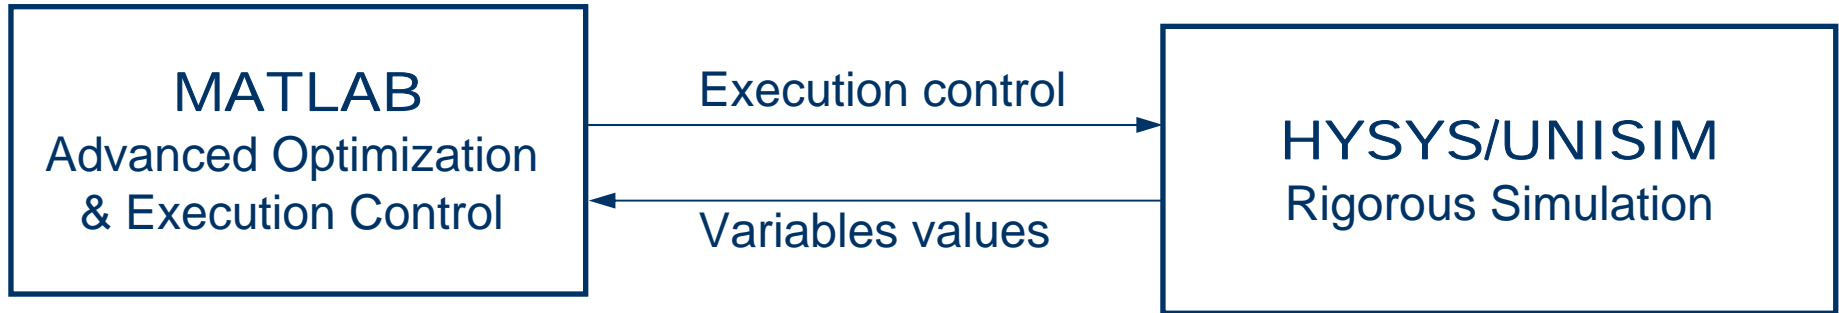 MATLAB
Advanced Optimization
& Execution Control
Execution control
Variables values
HYSYS/UNISIM
Rigorous Simulation